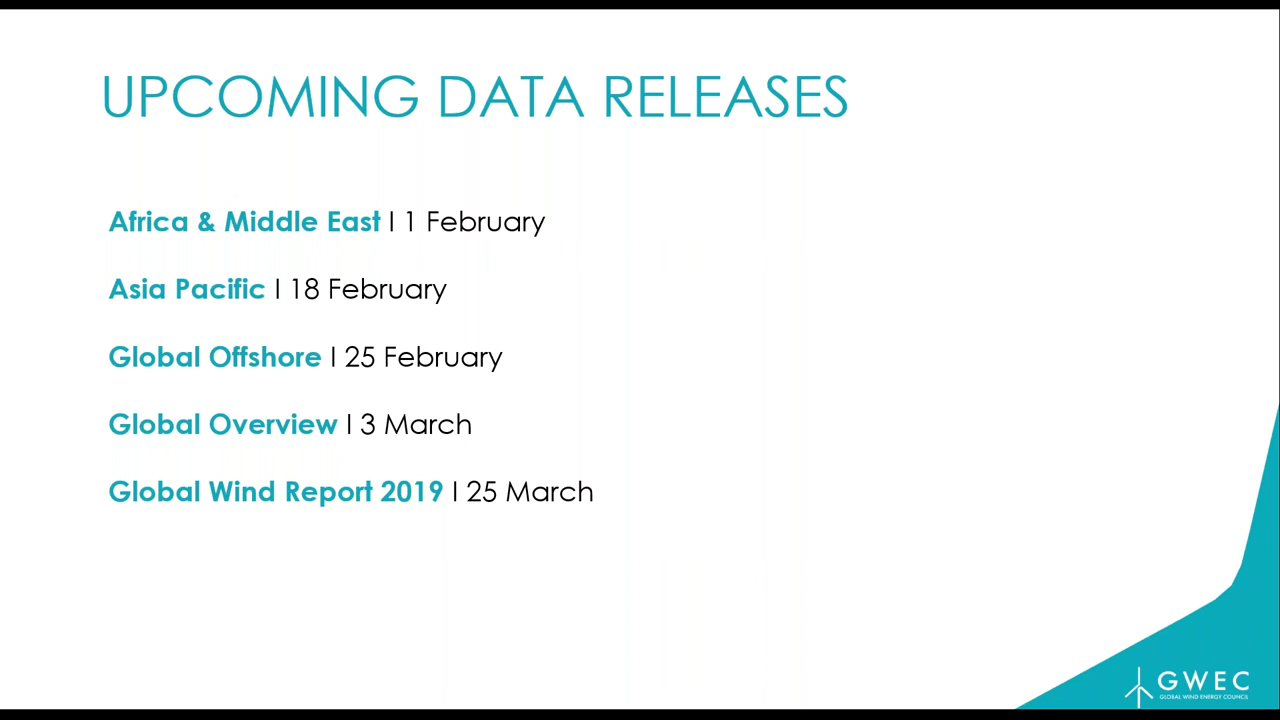 UPCOMING DATA RELEASES
Africa & Middle East I 1 February
Asia Pacific I 18 February
Global Offshore I 25 February
Global Overview I 3 March
Global Wind Report 2019 I 25 March
GWEC
GLOBAL WIND ENERGY COUNCIL